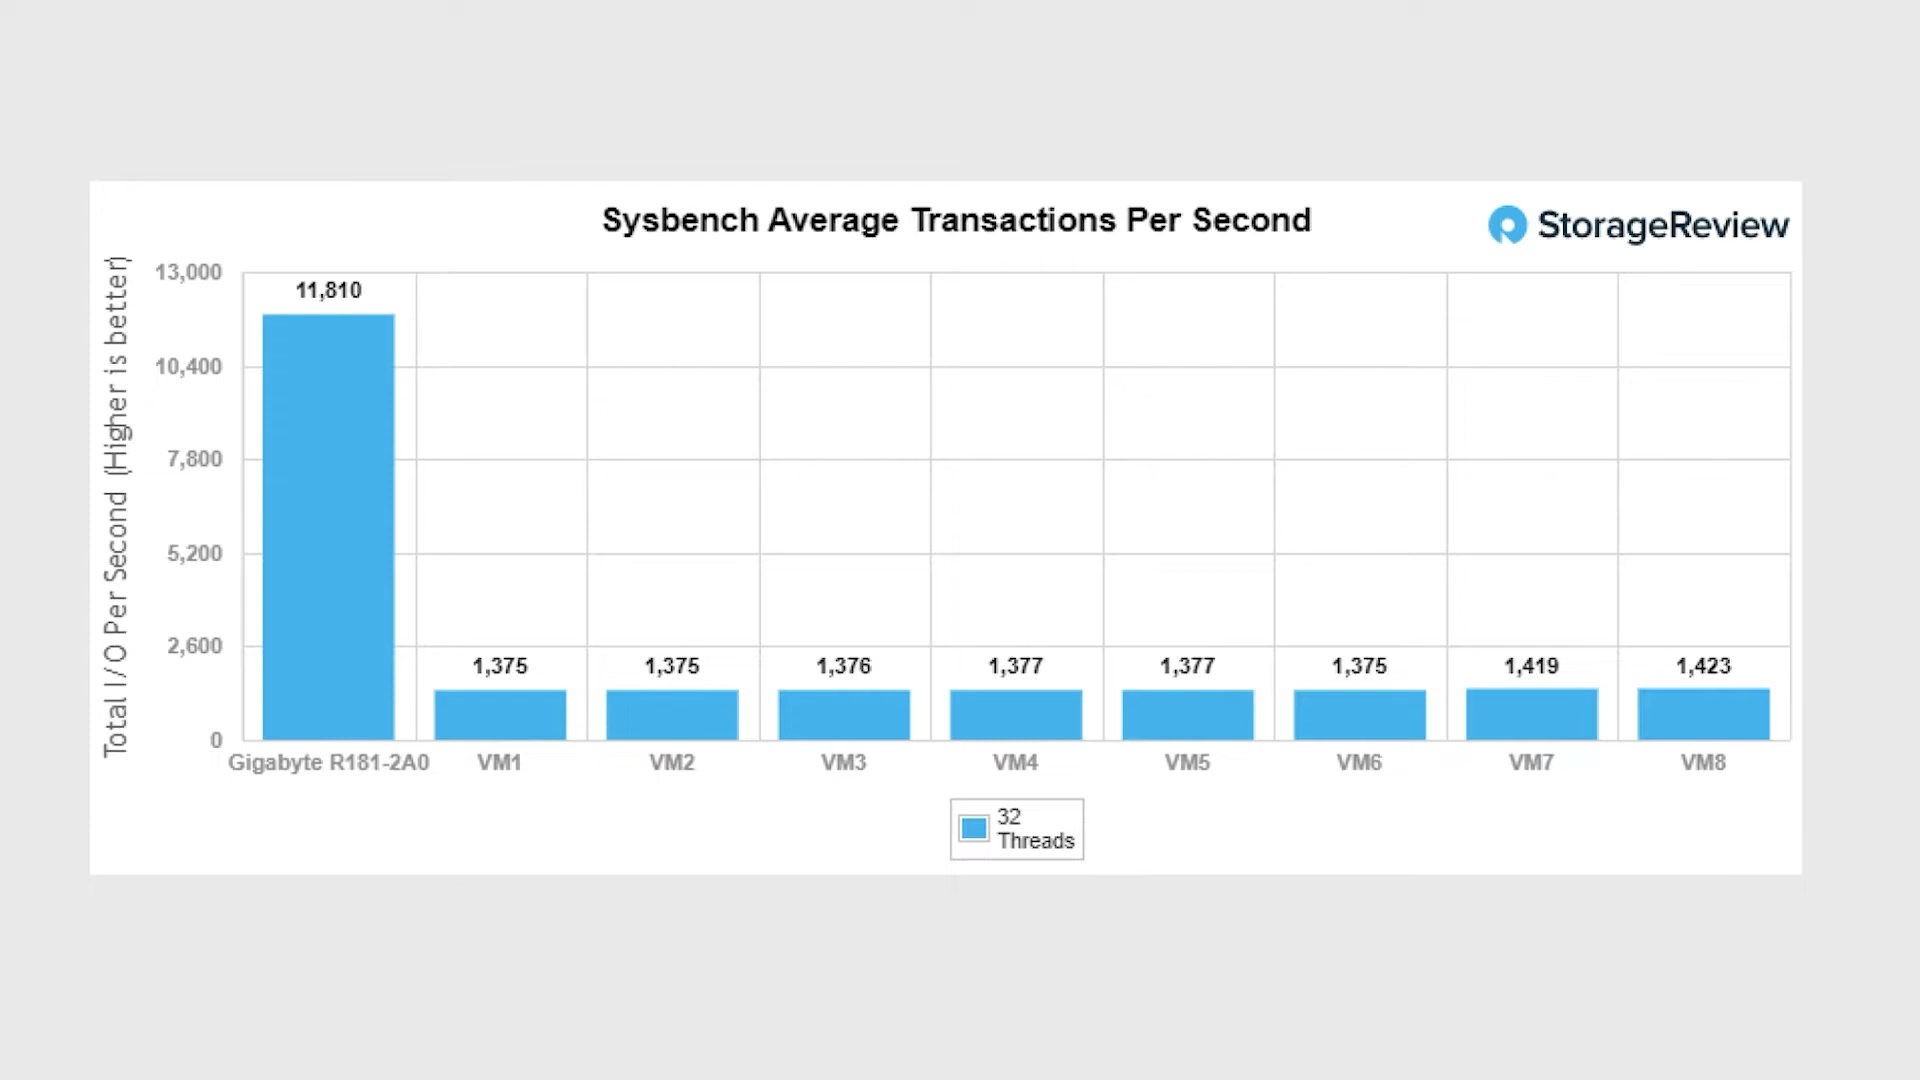 Sysbench Average Transactions Per Second
StorageReview
Total I/O Per Second (Higher is better)
13,000
10,400
7,800
5,200
2,600
0
11,810
1,375
1,375
1,376
1,377
1,377
1,375
1,419
1,423
Gigabyte R181-2A0
VM1
VM2
VM3
VM4
VM5
VM6
VM7
VM8
32
Threads